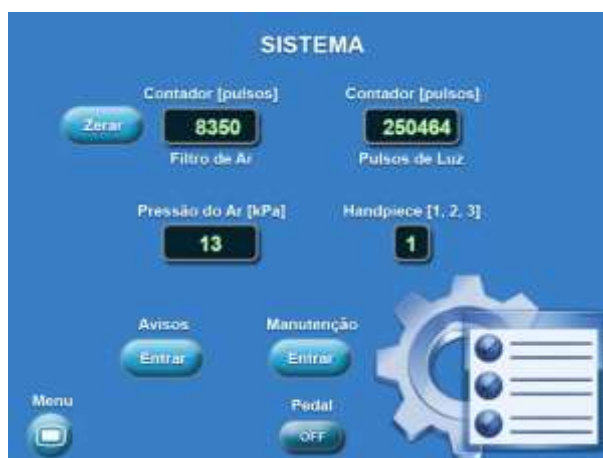 SISTEMA
Contador [pulsos]
Contador [pulsos]
Zerar
8350
250464
Filtro de Ar
Pulsos de Luz
Pressão do Ar [kPa]
Handpiece [1, 2, 3]
13
1
Avisos
Manutenção
Entrar
Entrar
Menu
Pedal
OFF